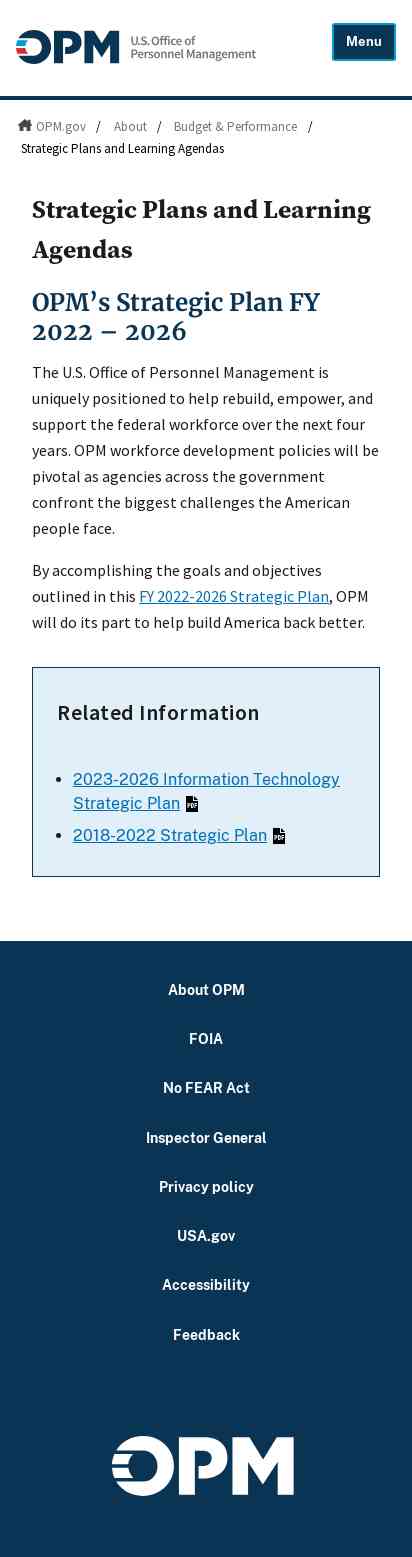 OPM U.S. Office of
Personnel Management
Menu
OPM.gov / About / Budget & Performance /
Strategic Plans and Learning Agendas
Strategic Plans and Learning
Agendas
OPM’s Strategic Plan FY
2022 – 2026
The U.S. Office of Personnel Management is
uniquely positioned to help rebuild, empower, and
support the federal workforce over the next four
years. OPM workforce development policies will be
pivotal as agencies across the government
confront the biggest challenges the American
people face.
By accomplishing the goals and objectives
outlined in this FY 2022-2026 Strategic Plan, OPM
will do its part to help build America back better.
Related Information
• 2023-2026 Information Technology
Strategic Plan PDF
• 2018-2022 Strategic Plan PDF
About OPM
FOIA
No FEAR Act
Inspector General
Privacy policy
USA.gov
Accessibility
Feedback
OPM